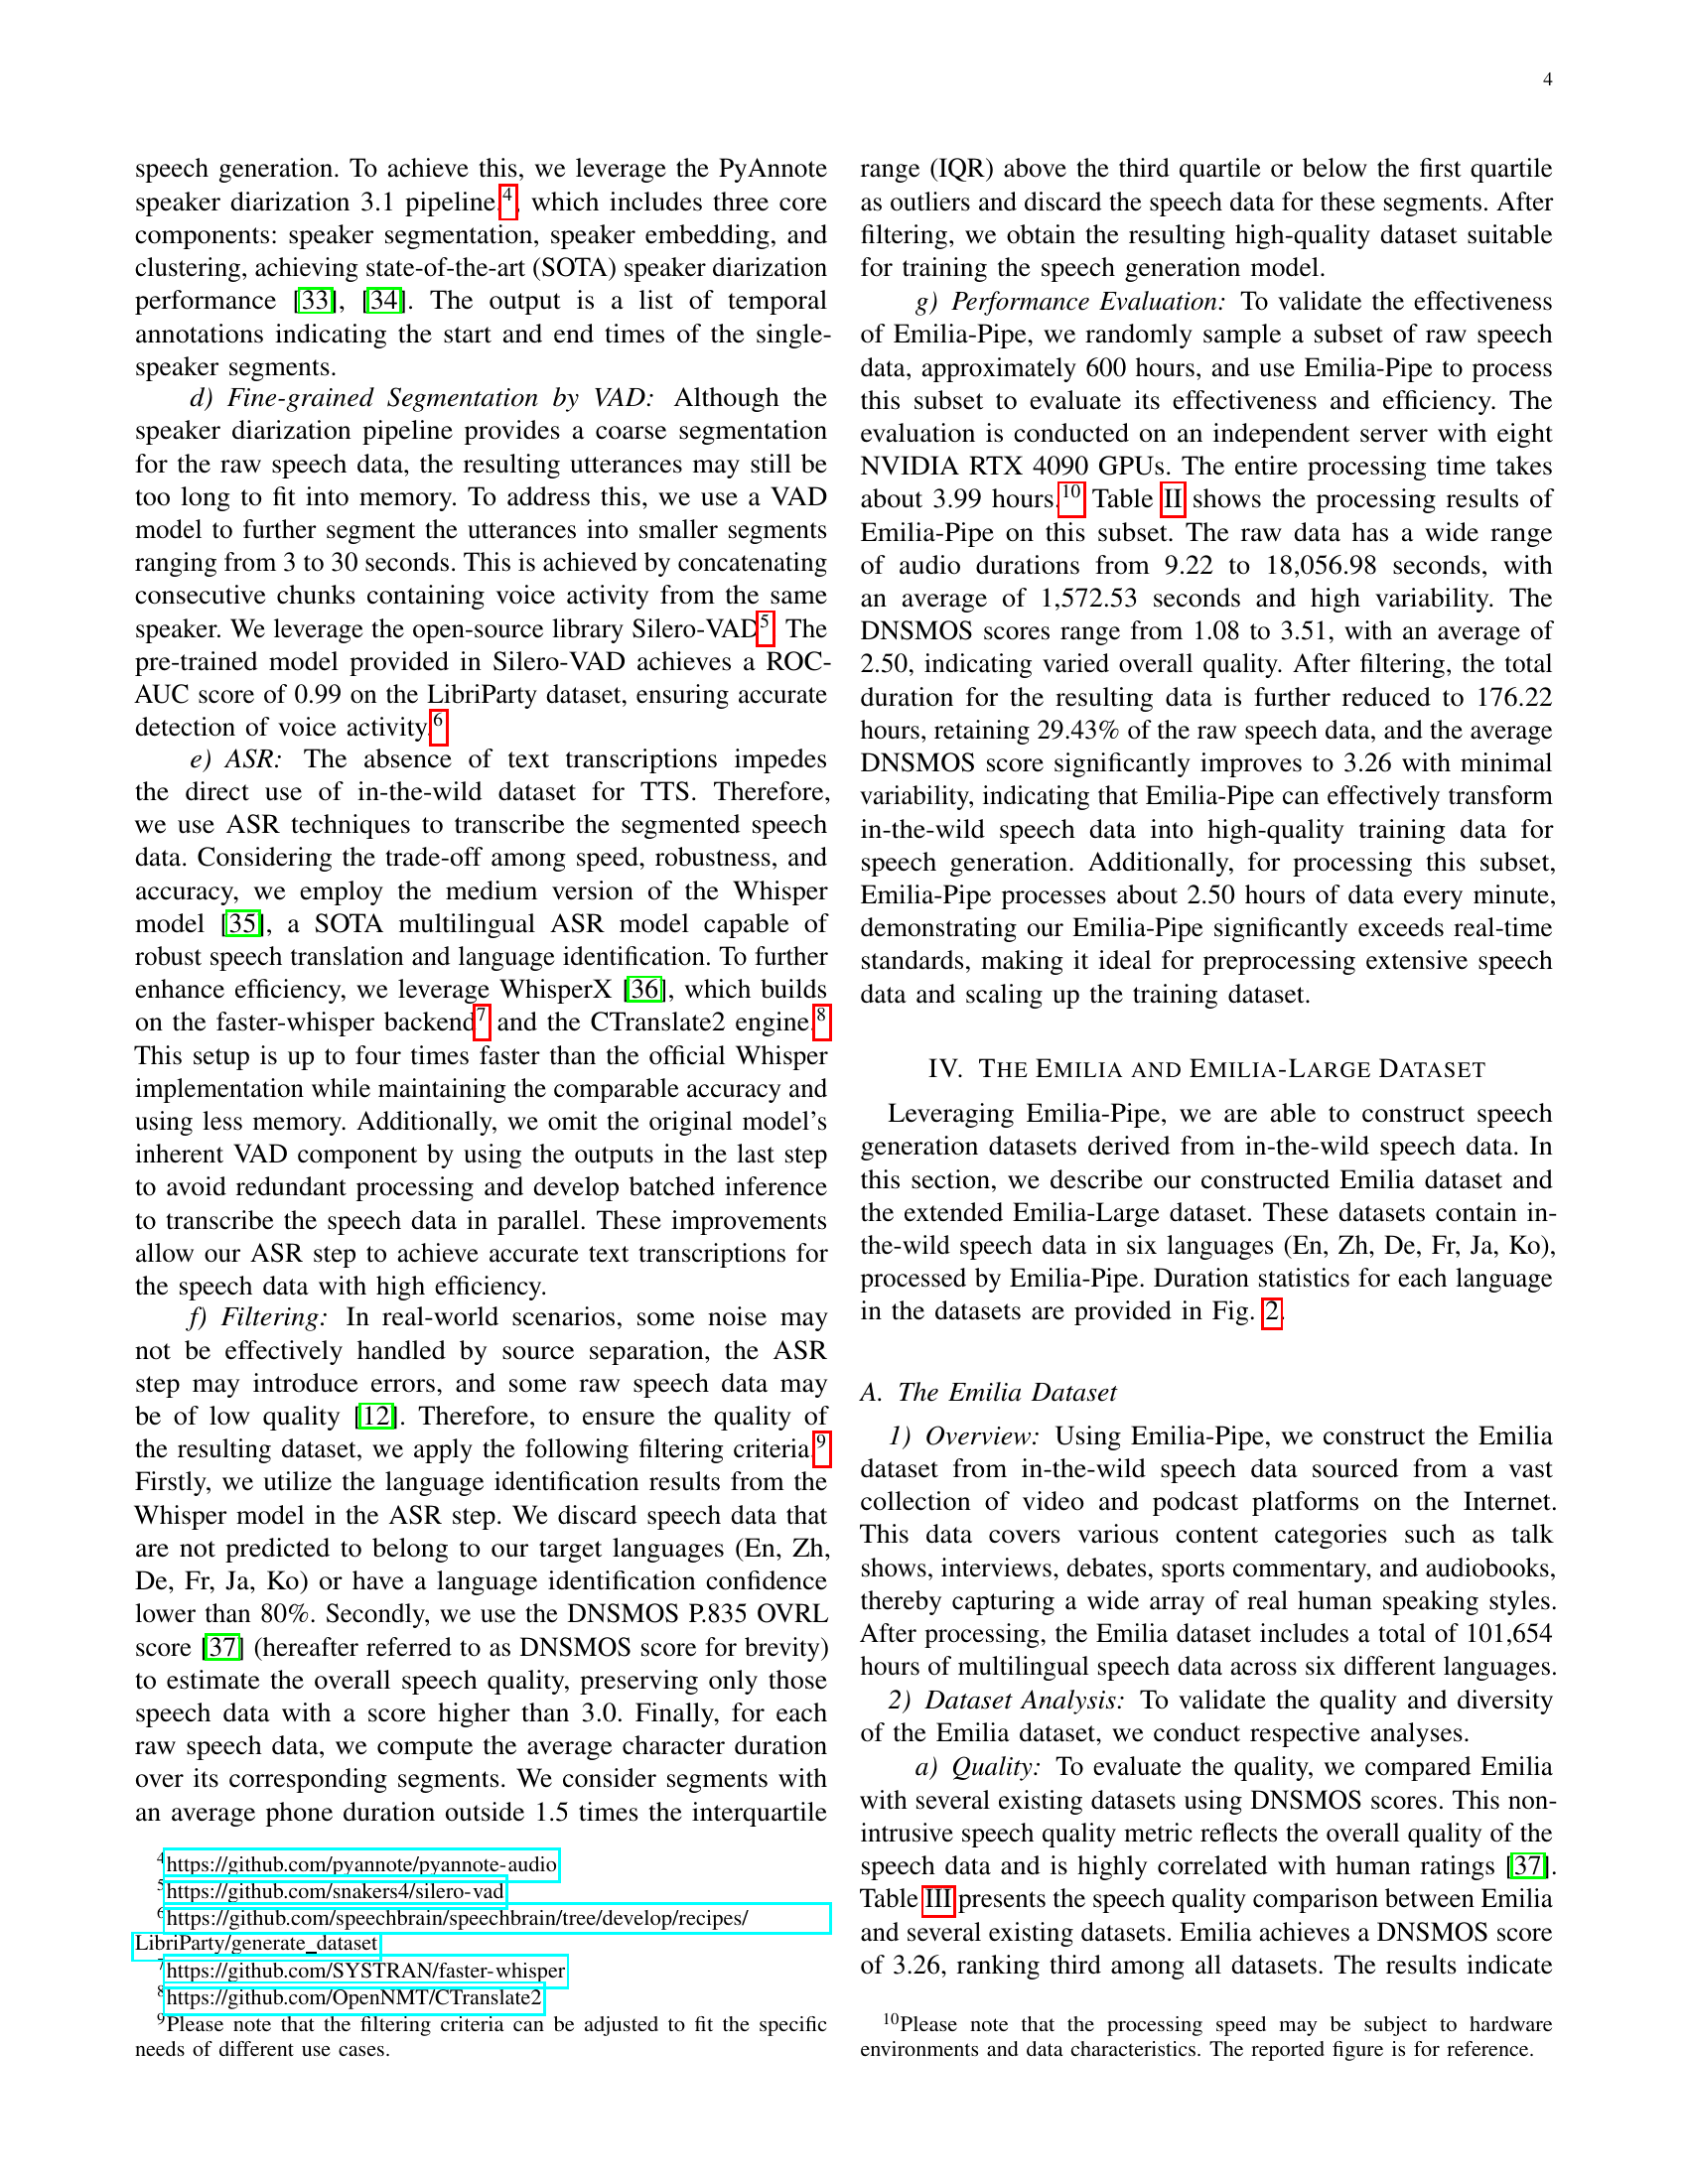 4
speech generation. To achieve this, we leverage the PyAnnote
speaker diarization 3.1 pipeline.4, which includes three core
components: speaker segmentation, speaker embedding, and
clustering, achieving state-of-the-art (SOTA) speaker diarization
performance [33], [34]. The output is a list of temporal
annotations indicating the start and end times of the single-
speaker segments.
d) Fine-grained Segmentation by VAD: Although the
speaker diarization pipeline provides a coarse segmentation
for the raw speech data, the resulting utterances may still be
too long to fit into memory. To address this, we use a VAD
model to further segment the utterances into smaller segments
ranging from 3 to 30 seconds. This is achieved by concatenating
consecutive chunks containing voice activity from the same
speaker. We leverage the open-source library Silero-VAD5. The
pre-trained model provided in Silero-VAD achieves a ROC-
AUC score of 0.99 on the LibriParty dataset, ensuring accurate
detection of voice activity.6
e) ASR: The absence of text transcriptions impedes
the direct use of in-the-wild dataset for TTS. Therefore,
we use ASR techniques to transcribe the segmented speech
data. Considering the trade-off among speed, robustness, and
accuracy, we employ the medium version of the Whisper
model [35], a SOTA multilingual ASR model capable of
robust speech translation and language identification. To further
enhance efficiency, we leverage WhisperX [36], which builds
on the faster-whisper backend7 and the CTranslate2 engine.8
This setup is up to four times faster than the official Whisper
implementation while maintaining the comparable accuracy and
using less memory. Additionally, we omit the original model's
inherent VAD component by using the outputs in the last step
to avoid redundant processing and develop batched inference
to transcribe the speech data in parallel. These improvements
allow our ASR step to achieve accurate text transcriptions for
the speech data with high efficiency.
f) Filtering: In real-world scenarios, some noise may
not be effectively handled by source separation, the ASR
step may introduce errors, and some raw speech data may
be of low quality [12]. Therefore, to ensure the quality of
the resulting dataset, we apply the following filtering criteria.9
Firstly, we utilize the language identification results from the
Whisper model in the ASR step. We discard speech data that
are not predicted to belong to our target languages (En, Zh,
De, Fr, Ja, Ko) or have a language identification confidence
lower than 80%. Secondly, we use the DNSMOS P.835 OVRL
score [37] (hereafter referred to as DNSMOS score for brevity)
to estimate the overall speech quality, preserving only those
speech data with a score higher than 3.0. Finally, for each
raw speech data, we compute the average character duration
over its corresponding segments. We consider segments with
an average phone duration outside 1.5 times the interquartile
4https://github.com/pyannote/pyannote-audio
5https://github.com/snakers4/silero-vad
6https://github.com/speechbrain/speechbrain/tree/develop/recipes/
LibriParty/generate_dataset
7https://github.com/SYSTRAN/faster-whisper
8https://github.com/OpenNMT/CTranslate2
9Please note that the filtering criteria can be adjusted to fit the specific
needs of different use cases.
range (IQR) above the third quartile or below the first quartile
as outliers and discard the speech data for these segments. After
filtering, we obtain the resulting high-quality dataset suitable
for training the speech generation model.
g) Performance Evaluation: To validate the effectiveness
of Emilia-Pipe, we randomly sample a subset of raw speech
data, approximately 600 hours, and use Emilia-Pipe to process
this subset to evaluate its effectiveness and efficiency. The
evaluation is conducted on an independent server with eight
NVIDIA RTX 4090 GPUs. The entire processing time takes
about 3.99 hours.10 Table II shows the processing results of
Emilia-Pipe on this subset. The raw data has a wide range
of audio durations from 9.22 to 18,056.98 seconds, with
an average of 1,572.53 seconds and high variability. The
DNSMOS scores range from 1.08 to 3.51, with an average of
2.50, indicating varied overall quality. After filtering, the total
duration for the resulting data is further reduced to 176.22
hours, retaining 29.43% of the raw speech data, and the average
DNSMOS score significantly improves to 3.26 with minimal
variability, indicating that Emilia-Pipe can effectively transform
in-the-wild speech data into high-quality training data for
speech generation. Additionally, for processing this subset,
Emilia-Pipe processes about 2.50 hours of data every minute,
demonstrating our Emilia-Pipe significantly exceeds real-time
standards, making it ideal for preprocessing extensive speech
data and scaling up the training dataset.
IV. THE EMILIA AND EMILIA-LARGE DATASET
Leveraging Emilia-Pipe, we are able to construct speech
generation datasets derived from in-the-wild speech data. In
this section, we describe our constructed Emilia dataset and
the extended Emilia-Large dataset. These datasets contain in-
the-wild speech data in six languages (En, Zh, De, Fr, Ja, Ko),
processed by Emilia-Pipe. Duration statistics for each language
in the datasets are provided in Fig. 2.
A. The Emilia Dataset
1) Overview: Using Emilia-Pipe, we construct the Emilia
dataset from in-the-wild speech data sourced from a vast
collection of video and podcast platforms on the Internet.
This data covers various content categories such as talk
shows, interviews, debates, sports commentary, and audiobooks,
thereby capturing a wide array of real human speaking styles.
After processing, the Emilia dataset includes a total of 101,654
hours of multilingual speech data across six different languages.
2) Dataset Analysis: To validate the quality and diversity
of the Emilia dataset, we conduct respective analyses.
a) Quality: To evaluate the quality, we compared Emilia
with several existing datasets using DNSMOS scores. This non-
intrusive speech quality metric reflects the overall quality of the
speech data and is highly correlated with human ratings [37].
Table III presents the speech quality comparison between Emilia
and several existing datasets. Emilia achieves a DNSMOS score
of 3.26, ranking third among all datasets. The results indicate
10Please note that the processing speed may be subject to hardware
environments and data characteristics. The reported figure is for reference.